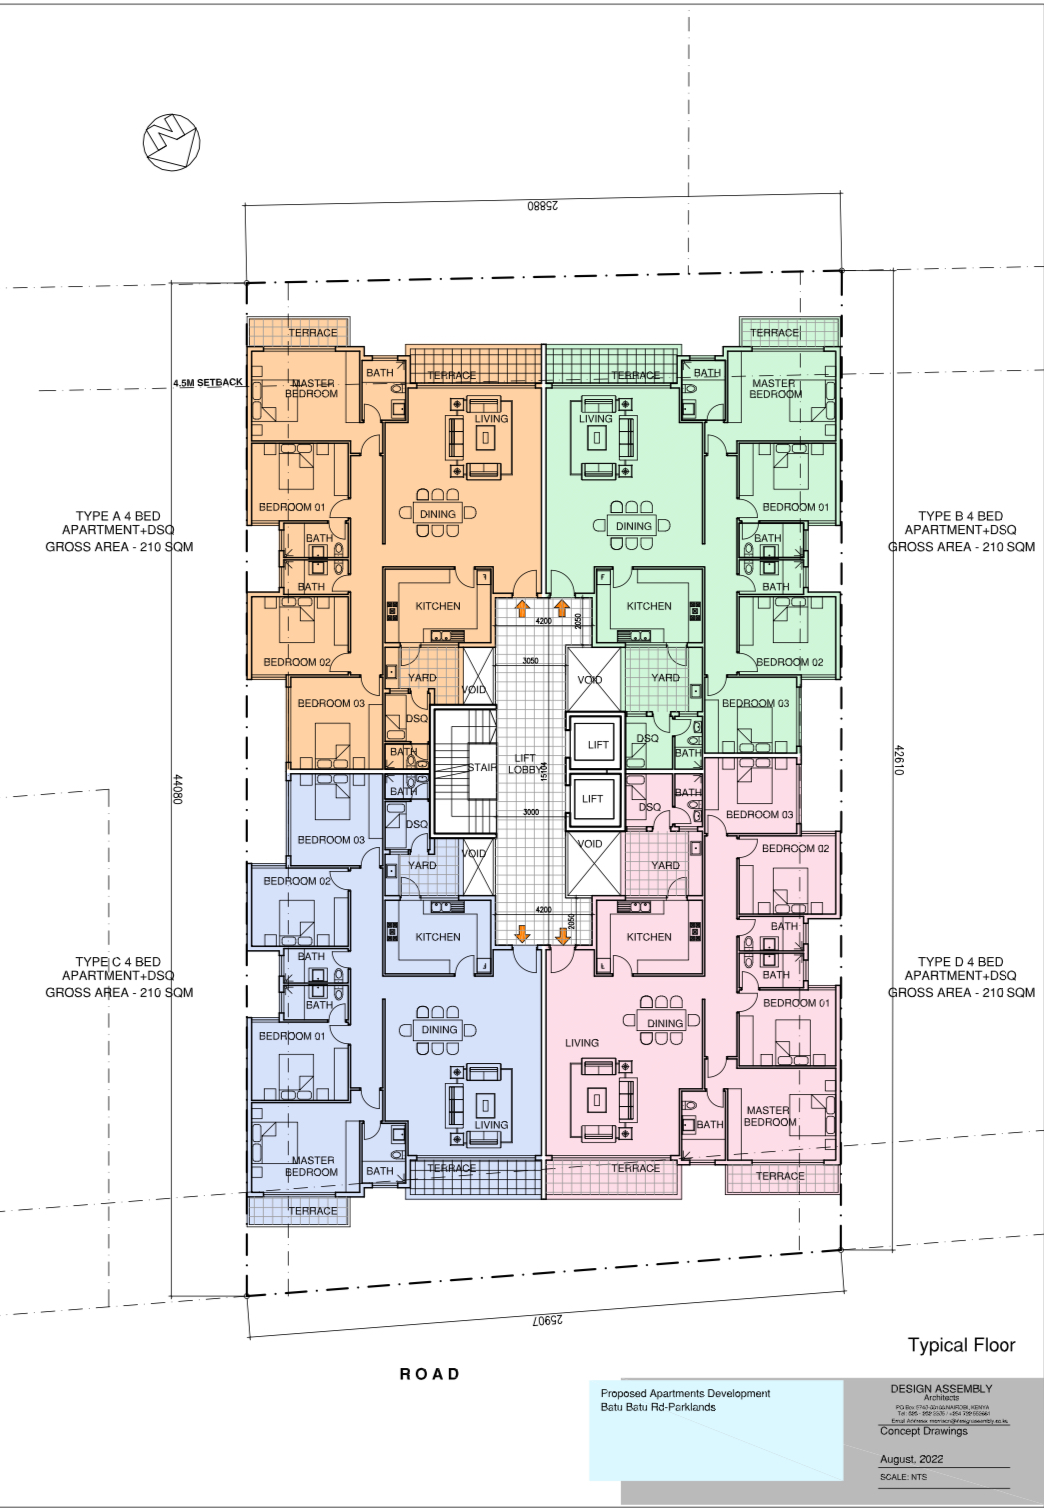 N
25880
TERRACE
TERRACE
4.5M SETBACK
MASTER
BEDROOM
BATH
TERRACE
TERRACE
BATH
MASTER
BEDROOM
LIVING
LIVING
BEDROOM 01
DINING
DINING
BEDROOM 01
TYPE A 4 BED
APARTMENT+DSQ
GROSS AREA - 210 SQM
TYPE B 4 BED
APARTMENT+DSQ
GROSS AREA - 210 SQM
BATH
BATH
BATH
BATH
F
F
KITCHEN
KITCHEN
4200
2050
BEDROOM 02
3050
BEDROOM 02
YARD
VOID
VOID
YARD
BEDROOM 03
DSQ
BEDROOM 03
DSQ
BATH
STAIR
LIFT
LOBBY
15104
LIFT
BATH
44080
42610
BATH
LIFT
DSQ
BATH
DSQ
3000
BEDROOM 03
BEDROOM 03
VOID
VOID
BEDROOM 02
YARD
YARD
BEDROOM 02
4200
2050
KITCHEN
KITCHEN
F
F
BATH
BATH
TYPE C 4 BED
APARTMENT+DSQ
GROSS AREA - 210 SQM
TYPE D 4 BED
APARTMENT+DSQ
GROSS AREA - 210 SQM
BATH
BATH
BEDROOM 01
DINING
LIVING
DINING
BEDROOM 01
LIVING
MASTER
BEDROOM
BATH
MASTER
BEDROOM
BATH
TERRACE
TERRACE
TERRACE
TERRACE
25907
ROAD
Typical Floor
Proposed Apartments Development
Batu Batu Rd-Parklands
DESIGN ASSEMBLY
Architects
Concept Drawings
August, 2022
SCALE: NTS